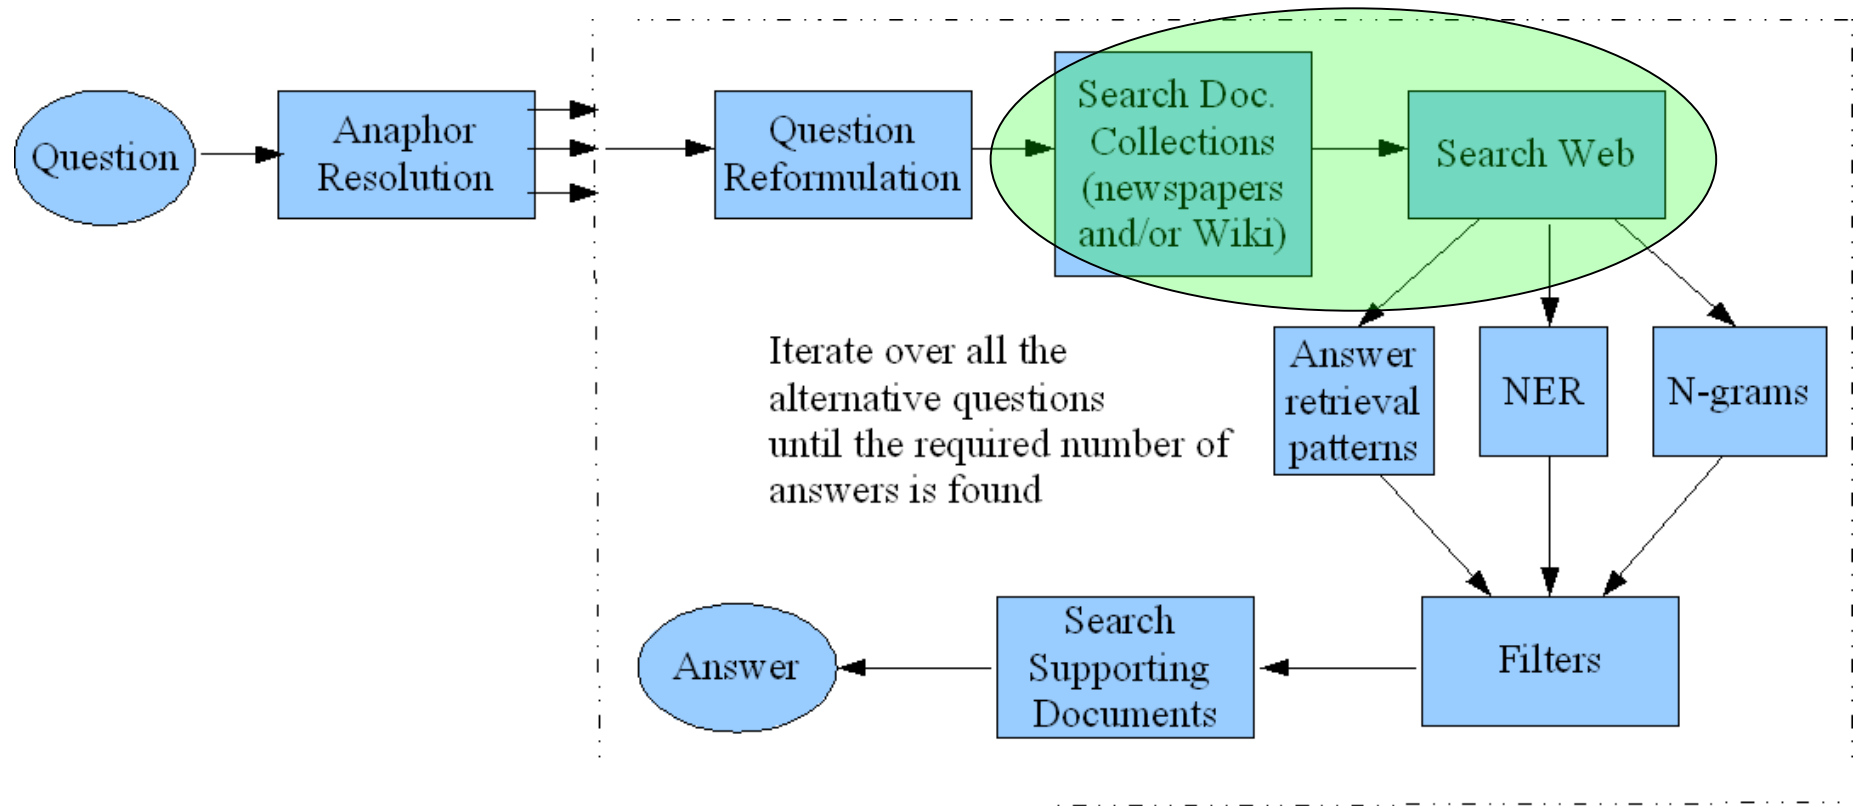 Question
Anaphor
Resolution
Question
Reformulation
Search Doc.
Collections
(newspapers
and/or Wiki)
Search Web
Iterate over all the
alternative questions
until the required number of
answers is found
Answer
retrieval
patterns
NER
N-grams
Answer
Search
Supporting
Documents
Filters